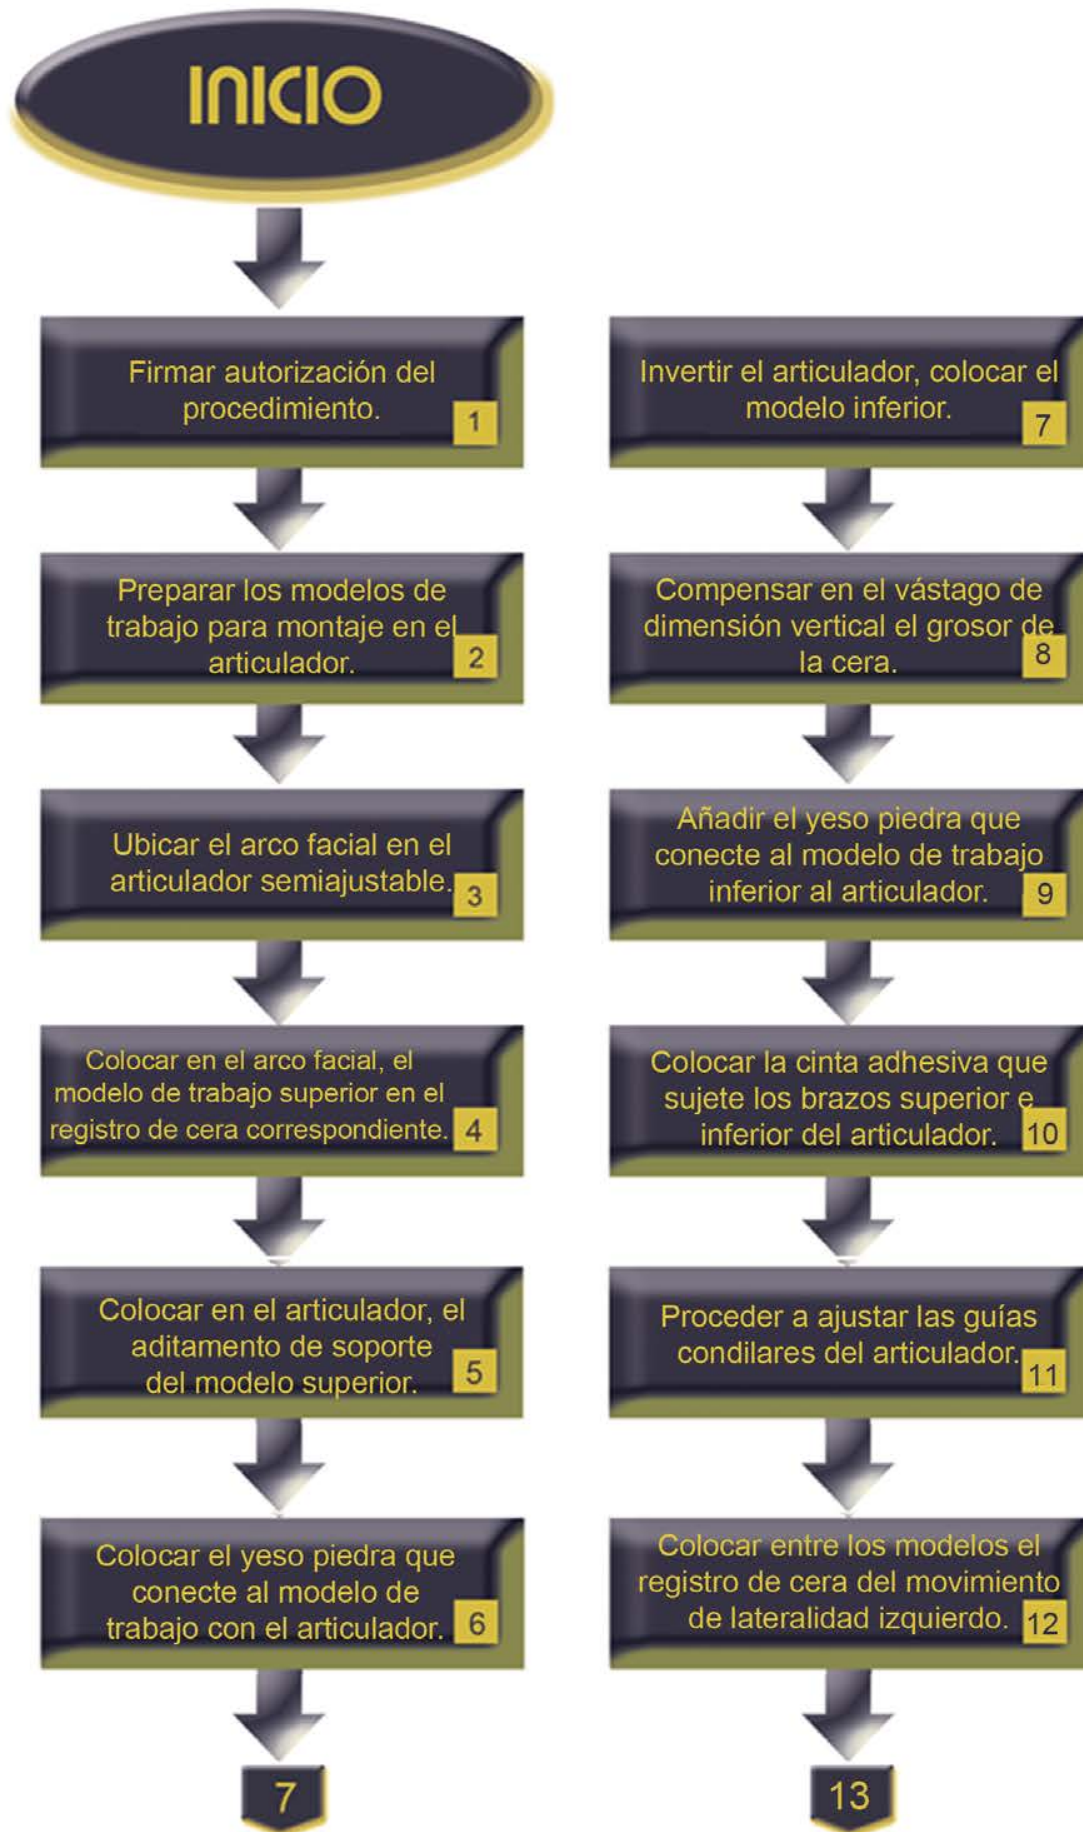 INICIO
Firmar autorización del
procedimiento.
1
Preparar los modelos de
trabajo para montaje en el
articulador.
2
Ubicar el arco facial en el
articulador semiajustable.
3
Colocar en el arco facial, el
modelo de trabajo superior en el
registro de cera correspondiente.
4
Colocar en el articulador, el
aditamento de soporte
del modelo superior.
5
Colocar el yeso piedra que
conecte al modelo de
trabajo con el articulador.
6
7
Invertir el articulador, colocar el
modelo inferior.
7
Compensar en el vástago de
dimensión vertical el grosor de
la cera.
8
Añadir el yeso piedra que
conecte al modelo de trabajo
inferior al articulador.
9
Colocar la cinta adhesiva que
sujete los brazos superior e
inferior del articulador.
10
Proceder a ajustar las guías
condilares del articulador.
11
Colocar entre los modelos el
registro de cera del movimiento
de lateralidad izquierdo.
12
13